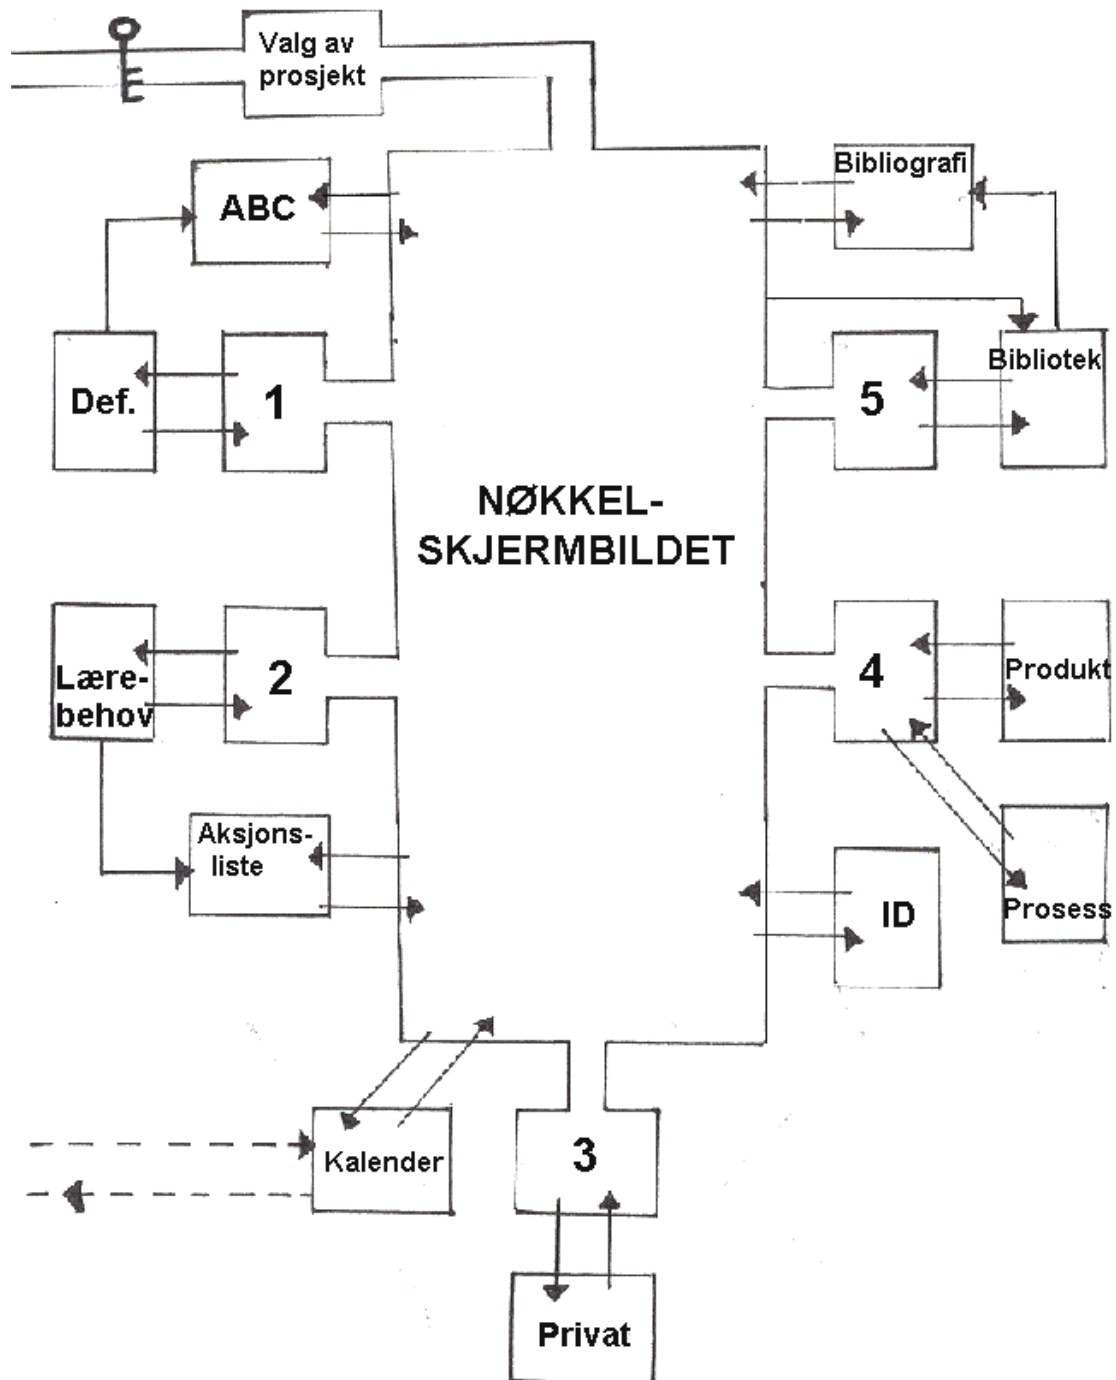 Valg av
prosjekt
ABC
Bibliografi
Def.
1
5
Bibliotek
NØKKEL-
SKJERMBILDET
Lære-
behov
2
4
Produkt
Aksjons-
liste
ID
Prosess
Kalender
3
Privat